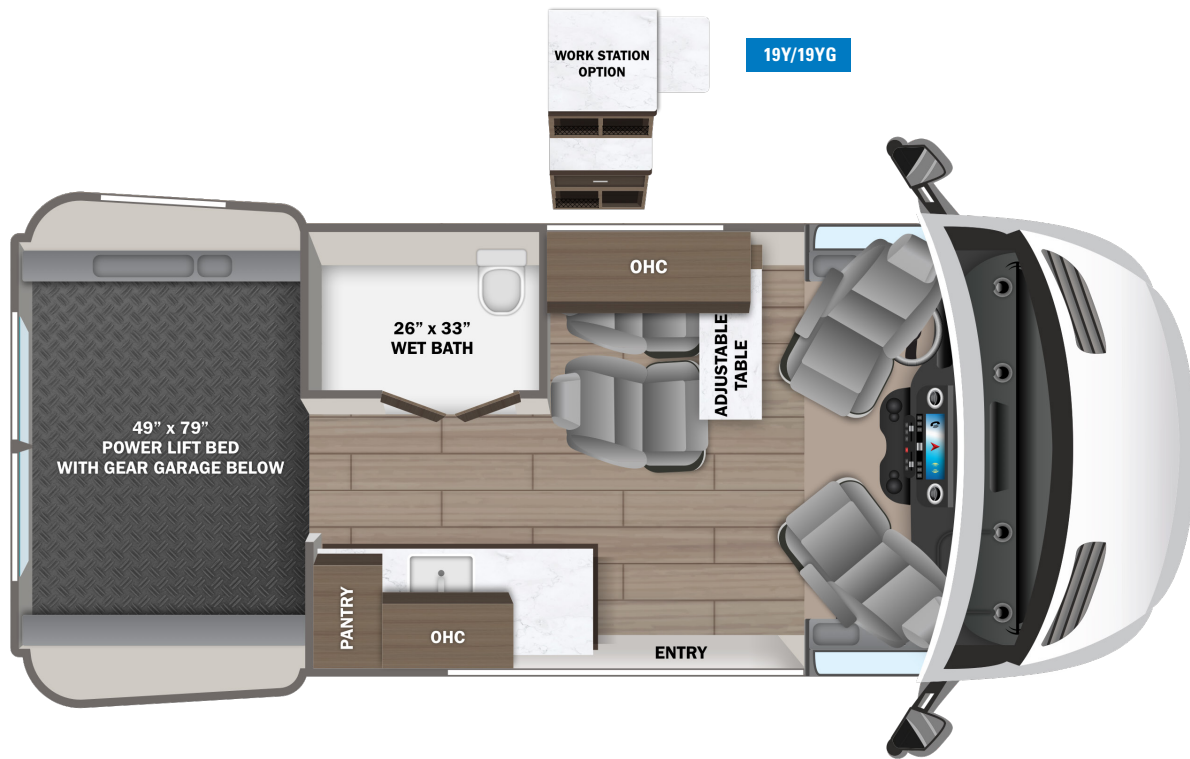 WORK STATION
OPTION
19Y/19YG
OHC
26” x 33”
WET BATH
ADJUSTABLE
TABLE
49” x 79”
POWER LIFT BED
WITH GEAR GARAGE BELOW
PANTRY
OHC
ENTRY